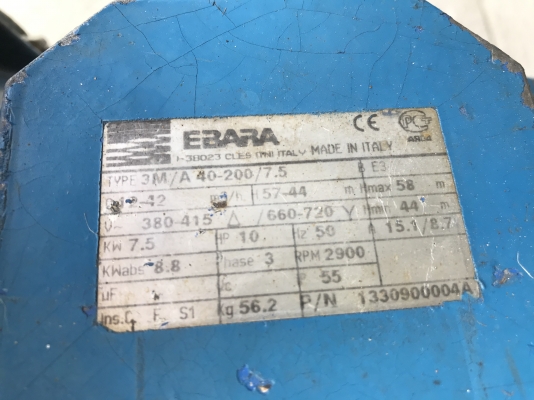 EBARA CE
I-38023 CLES (TN) ITALY MADE IN ITALY
TYPE 3M/A 40-200/7.5 E3
42 H 57-44 m Hmax 58 m
V~ 380-415 Δ /660-720 Y Hmin 44 m
KW 7.5 HP 10 Hz 50 A 15.1/8.7
KWabs 8.8 Phase 3 RPM 2900
uF Vc IP 55
Ins.C. F S1 Kg 56.2 P/N 1330900004A